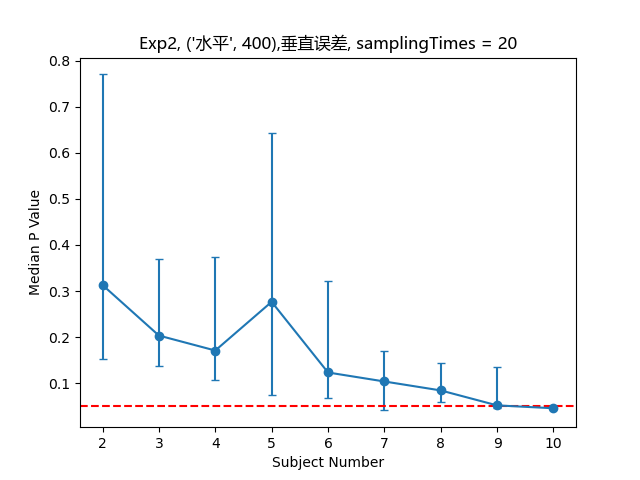 Exp2, ('水平', 400),垂直误差, samplingTimes = 20
Median P Value
0.8
0.7
0.6
0.5
0.4
0.3
0.2
0.1
2 3 4 5 6 7 8 9 10
Subject Number